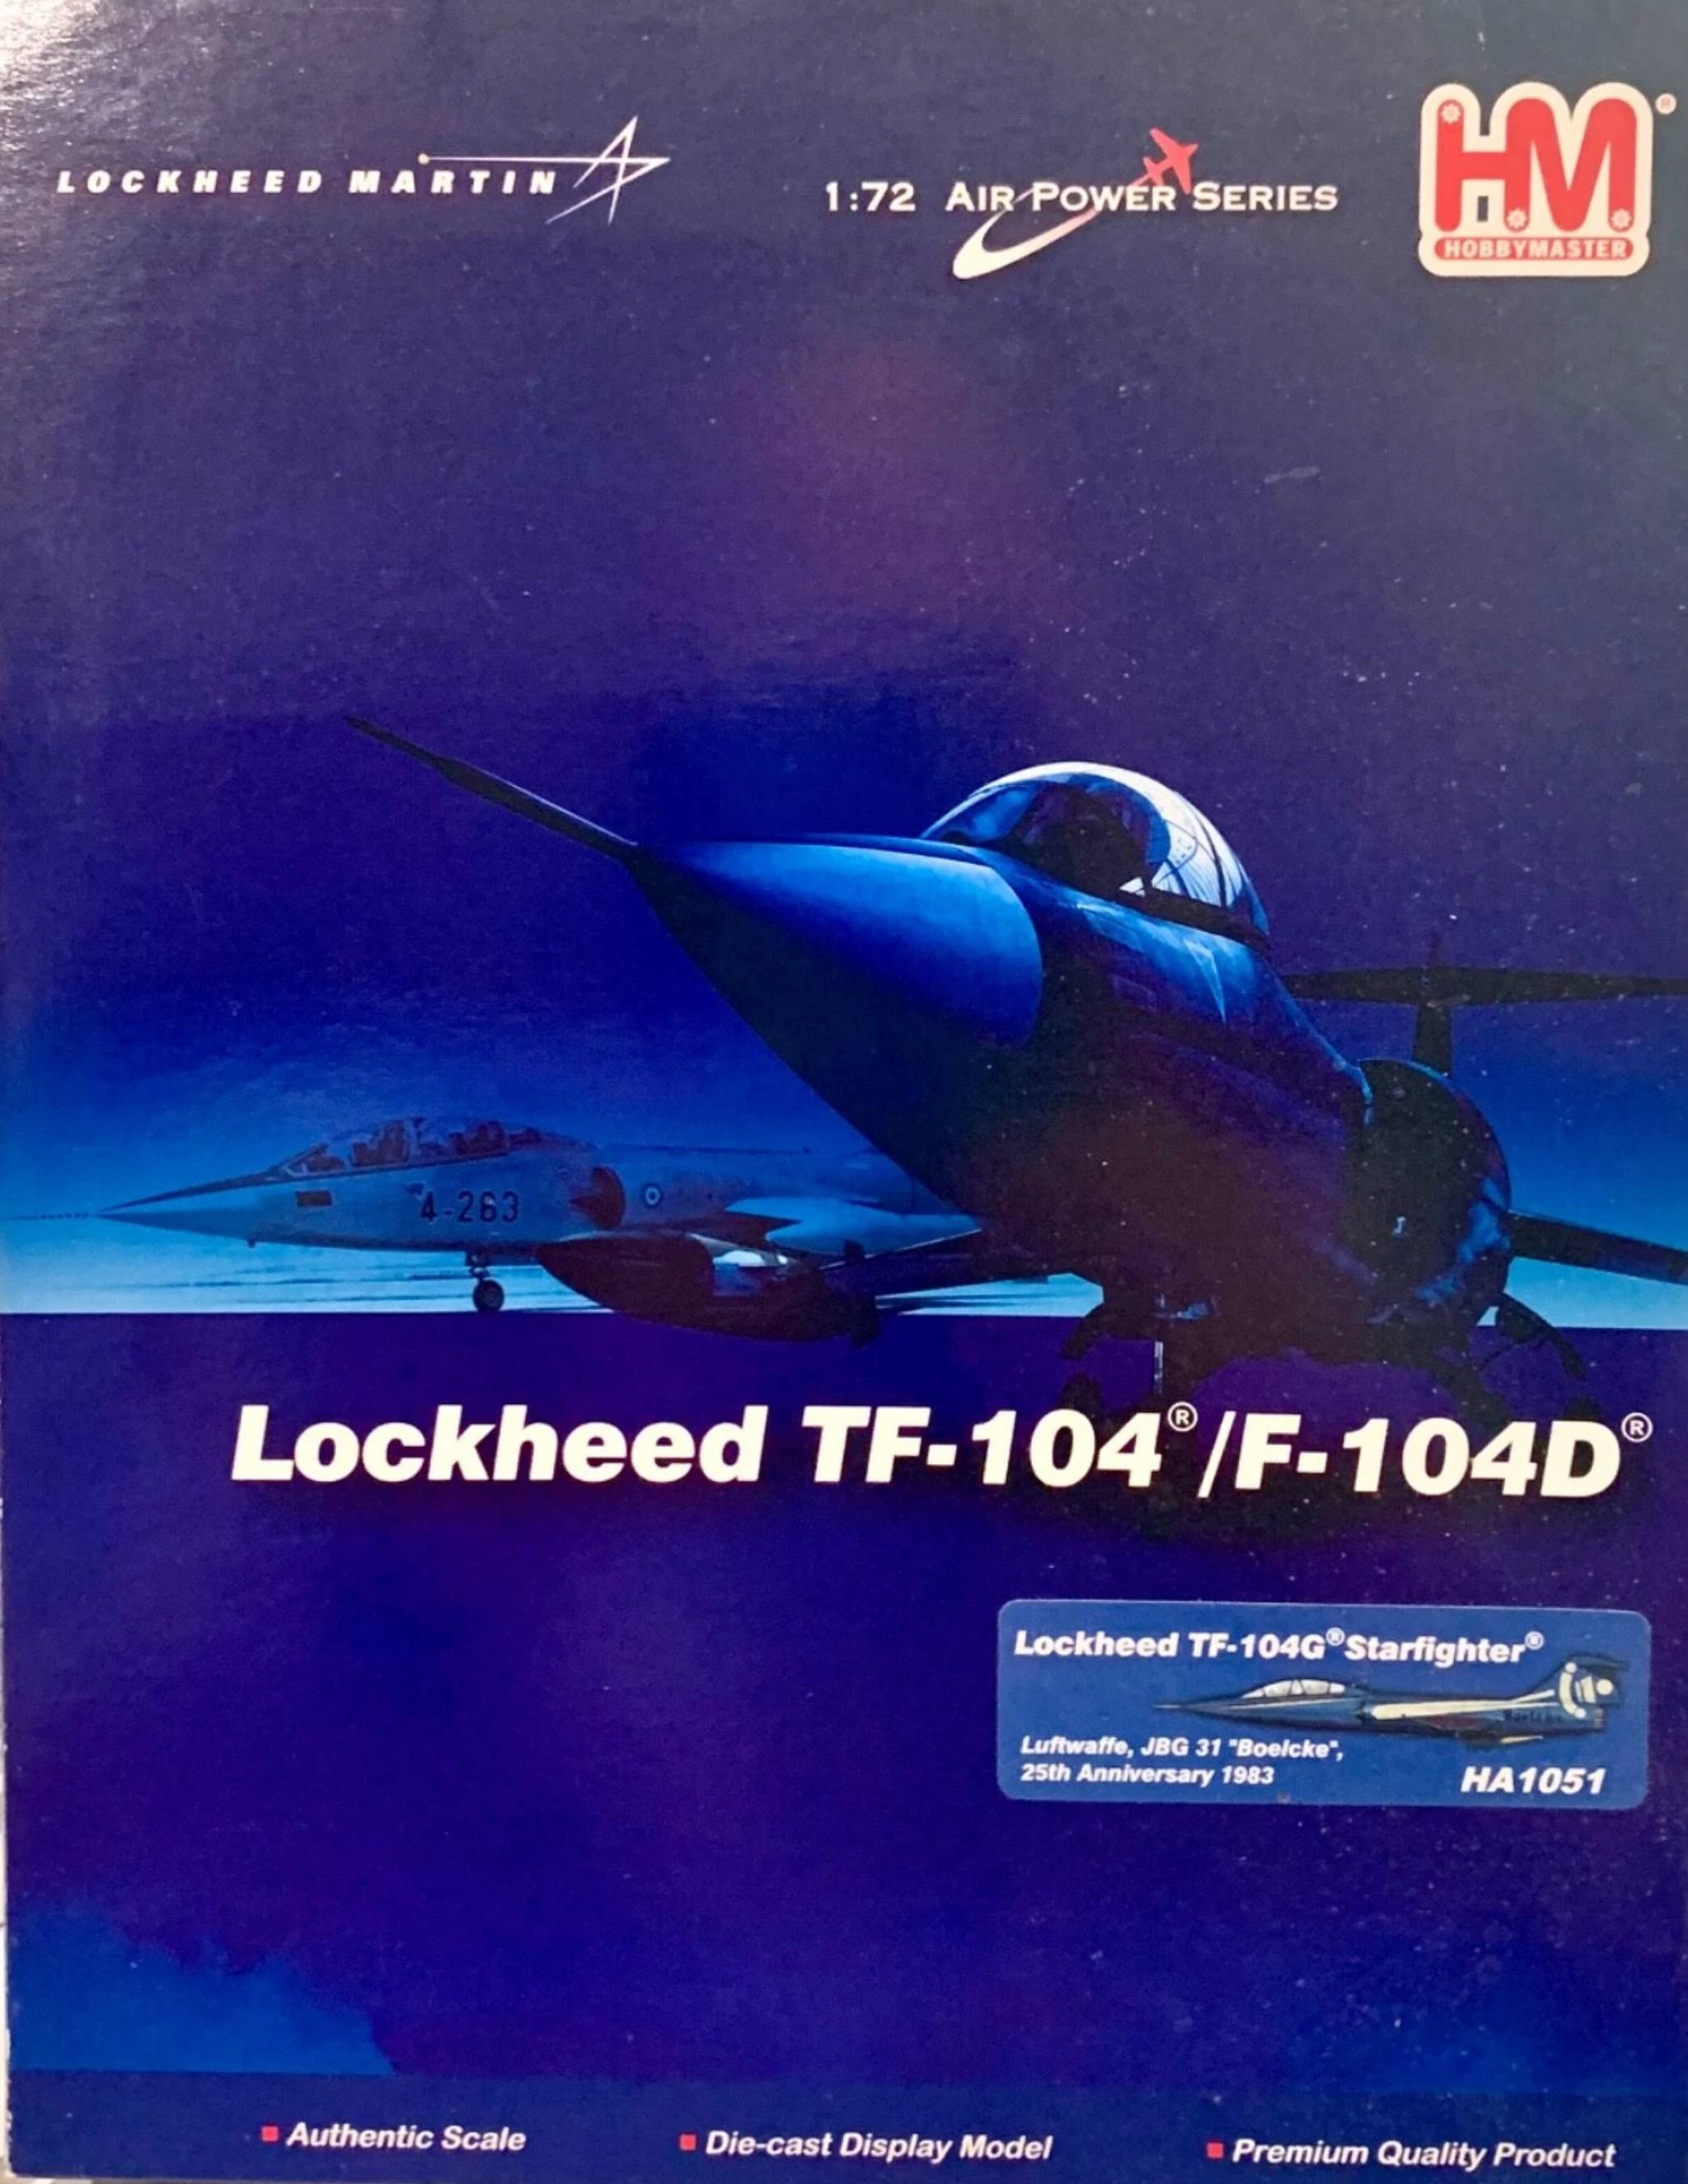 LOCKHEED MARTIN
1:72 AIR POWER SERIES
HM®
HOBBYMASTER
4-263
Lockheed TF-104®/F-104D®
Lockheed TF-104G® Starfighter®
Luftwaffe, JBG 31 "Boelcke",
25th Anniversary 1983
HA1051
Authentic Scale
Die-cast Display Model
Premium Quality Product